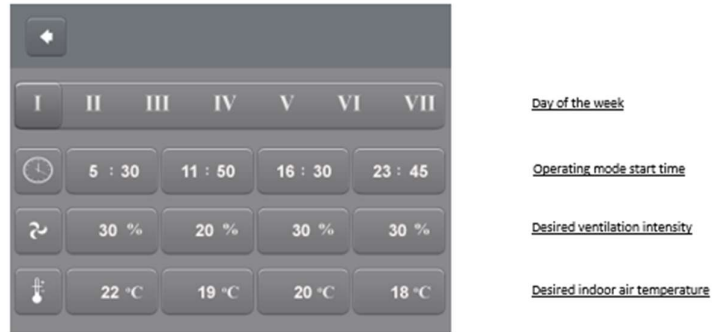 I II III IV V VI VII
Day of the week
5 : 30 11 : 50 16 : 30 23 : 45
Operating mode start time
30 % 20 % 30 % 30 %
Desired ventilation intensity
22 °C 19 °C 20 °C 18 °C
Desired indoor air temperature